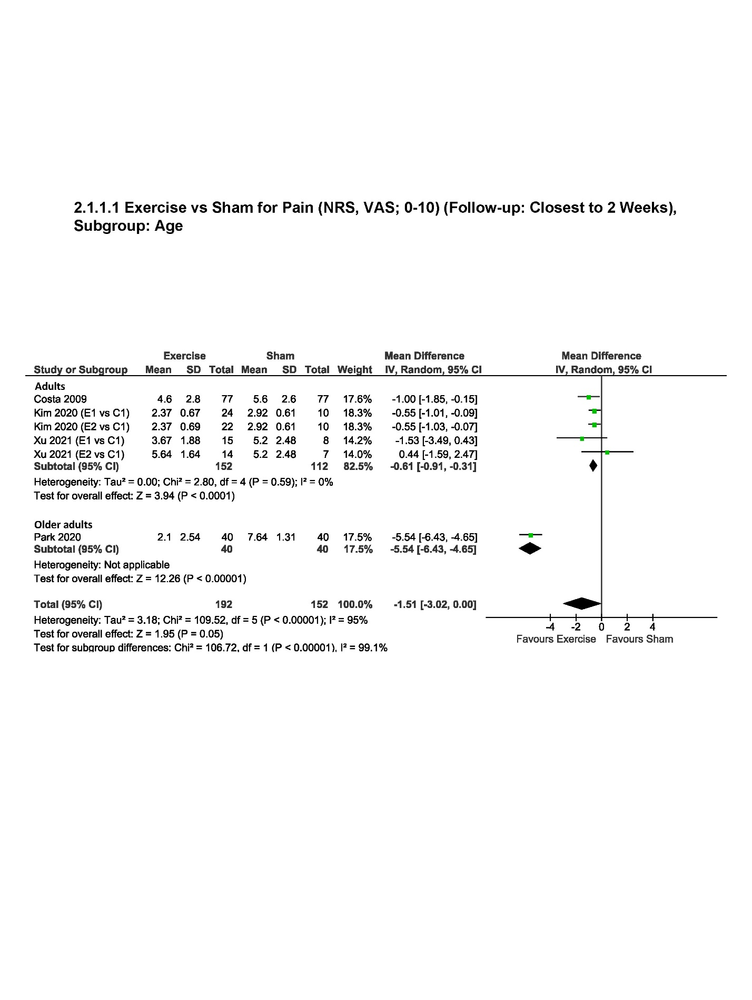 2.1.1.1 Exercise vs Sham for Pain (NRS, VAS; 0-10) (Follow-up: Closest to 2 Weeks),
Subgroup: Age
Exercise Sham Mean Difference Mean Difference
Study or Subgroup Mean SD Total Mean SD Total Weight IV, Random, 95% CI IV, Random, 95% CI
Adults
Costa 2009 4.6 2.8 77 5.6 2.6 77 17.6% -1.00 [-1.85, -0.15]
Kim 2020 (E1 vs C1) 2.37 0.67 24 2.92 0.61 10 18.3% -0.55 [-1.01, -0.09]
Kim 2020 (E2 vs C1) 2.37 0.69 22 2.92 0.61 10 18.3% -0.55 [-1.03, -0.07]
Xu 2021 (E1 vs C1) 3.67 1.88 15 5.2 2.48 8 14.2% -1.53 [-3.49, 0.43]
Xu 2021 (E2 vs C1) 5.64 1.64 14 5.2 2.48 7 14.0% 0.44 [-1.59, 2.47]
Subtotal (95% CI) 152 112 82.5% -0.61 [-0.91, -0.31]
Heterogeneity: Tau² = 0.00; Chi² = 2.80, df = 4 (P = 0.59); I² = 0%
Test for overall effect: Z = 3.94 (P < 0.0001)
Older adults
Park 2020 2.1 2.54 40 7.64 1.31 40 17.5% -5.54 [-6.43, -4.65]
Subtotal (95% CI) 40 40 17.5% -5.54 [-6.43, -4.65]
Heterogeneity: Not applicable
Test for overall effect: Z = 12.26 (P < 0.00001)
Total (95% CI) 192 152 100.0% -1.51 [-3.02, 0.00]
Heterogeneity: Tau² = 3.18; Chi² = 109.52, df = 5 (P < 0.00001); I² = 95%
Test for overall effect: Z = 1.95 (P = 0.05)
Test for subgroup differences: Chi² = 106.72, df = 1 (P < 0.00001), I² = 99.1%
-4 -2 0 2 4
Favours Exercise Favours Sham